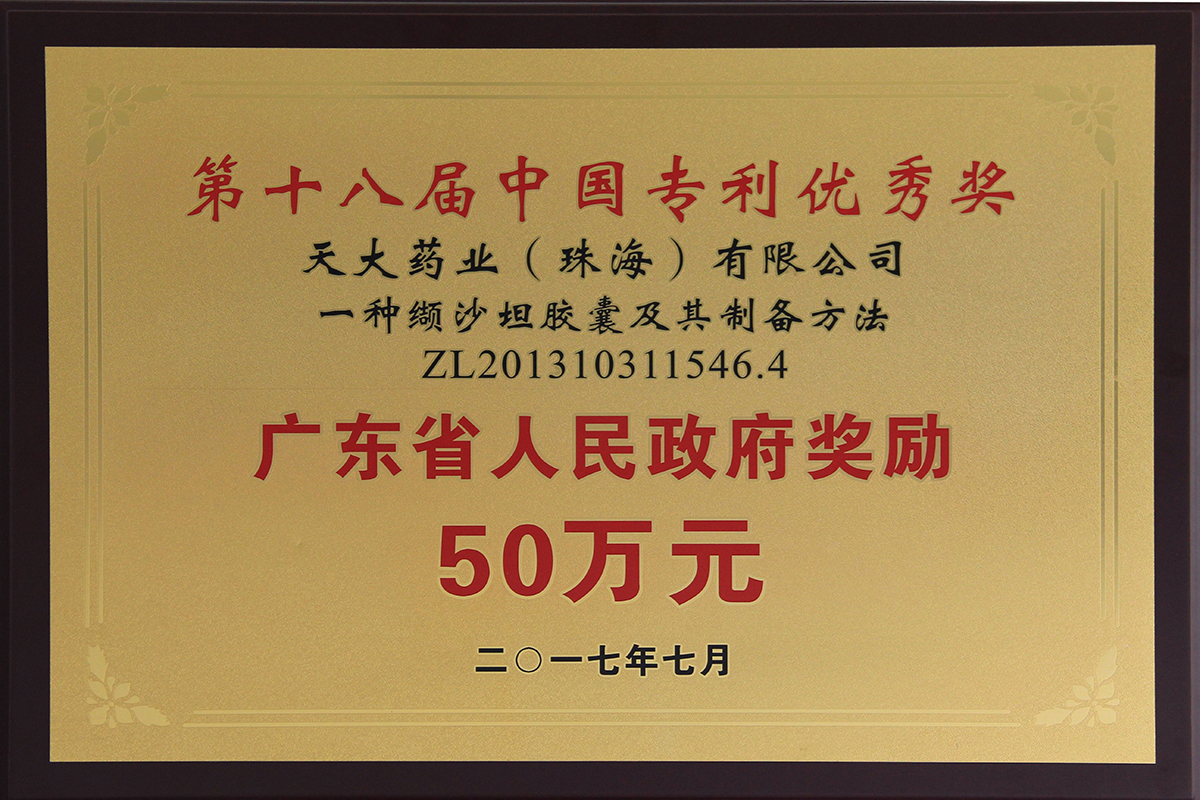 第十八届中国专利优秀奖
天大药业（珠海）有限公司
一种缬沙坦胶囊及其制备方法
ZL201310311546.4
广东省人民政府奖励
50万元
二〇一七年七月